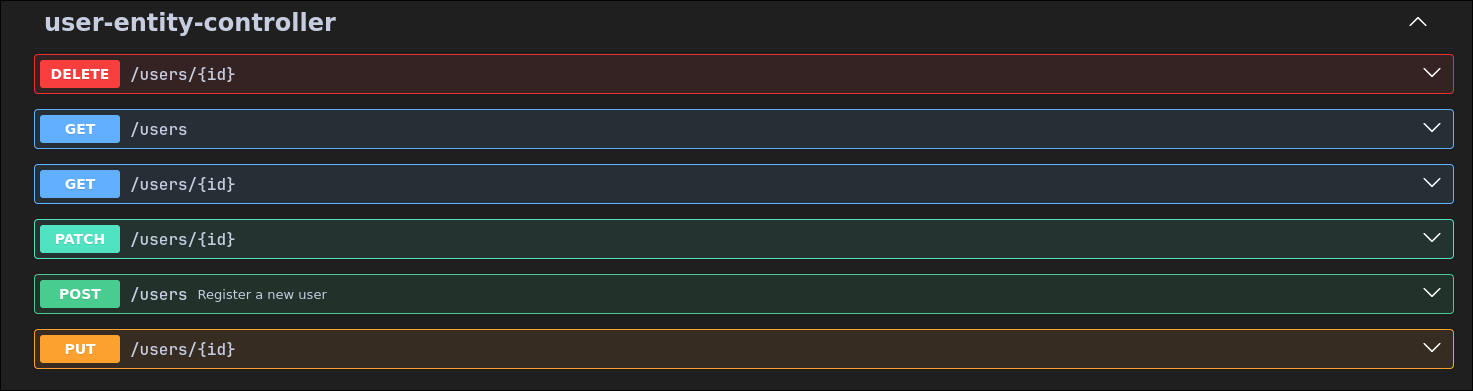 user-entity-controller
DELETE /users/{id}
GET /users
GET /users/{id}
PATCH /users/{id}
POST /users Register a new user
PUT /users/{id}